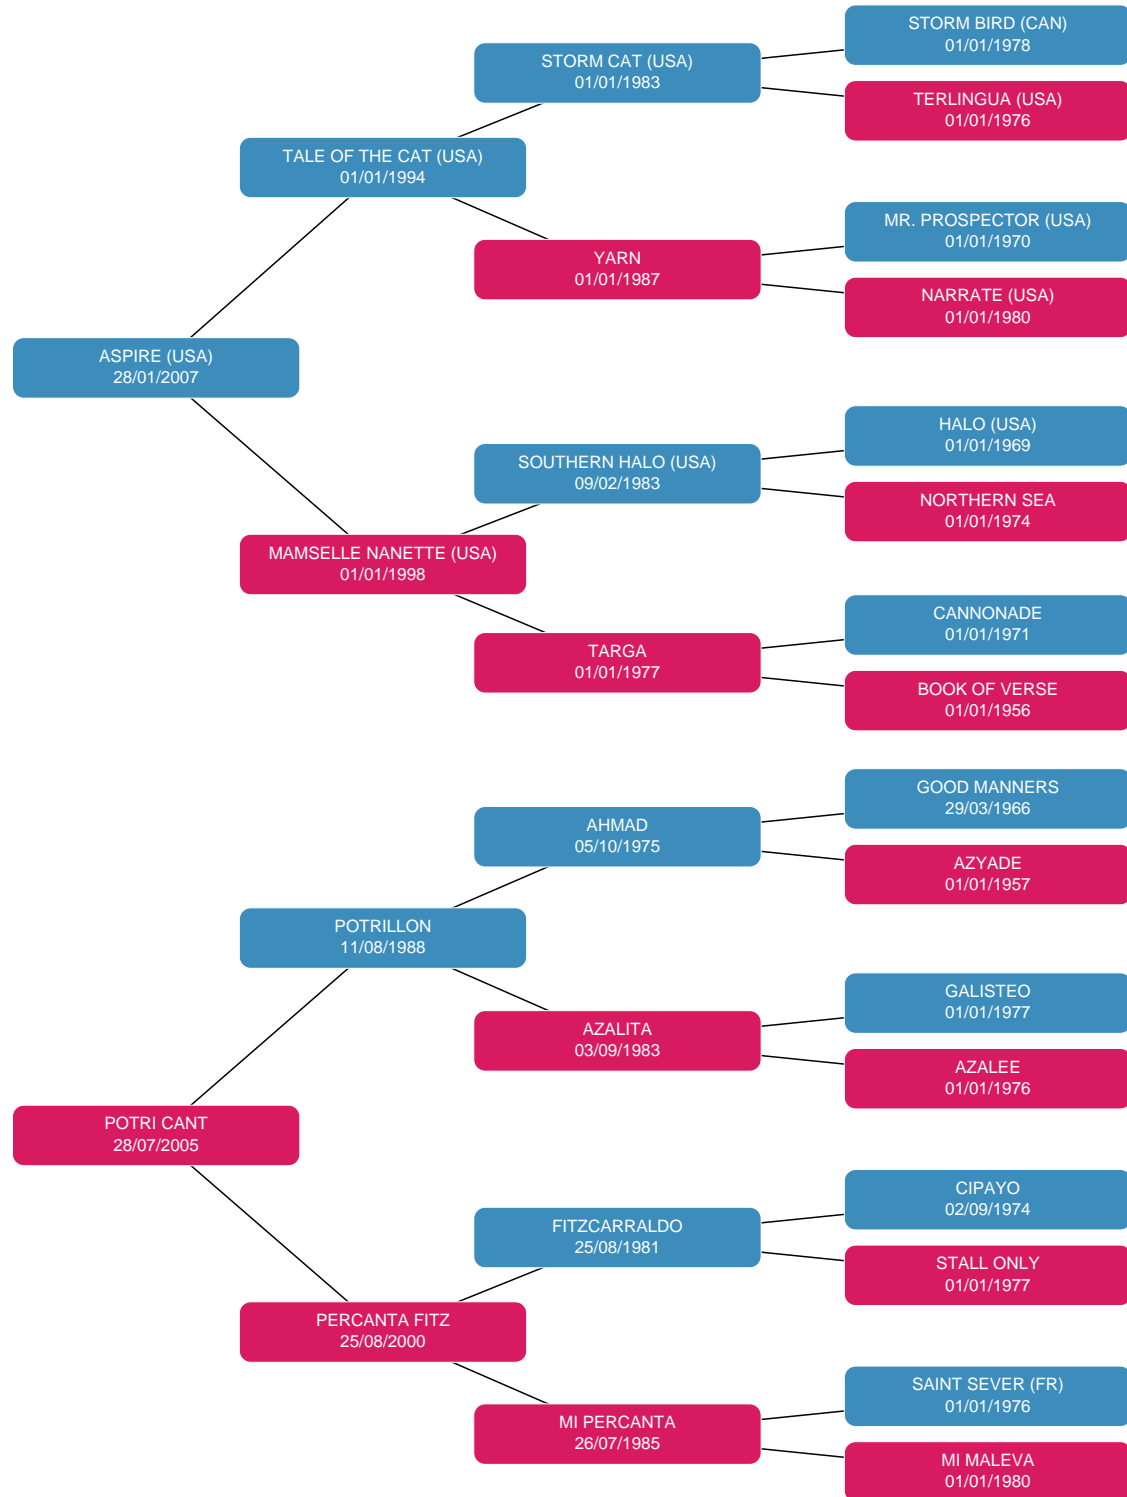 STORM BIRD (CAN)
01/01/1978
STORM CAT (USA)
01/01/1983
TERLINGUA (USA)
01/01/1976
TALE OF THE CAT (USA)
01/01/1994
MR. PROSPECTOR (USA)
01/01/1970
YARN
01/01/1987
NARRATE (USA)
01/01/1980
ASPIRE (USA)
28/01/2007
HALO (USA)
01/01/1969
SOUTHERN HALO (USA)
09/02/1983
NORTHERN SEA
01/01/1974
MAMSELLE NANETTE (USA)
01/01/1998
CANNONADE
01/01/1971
TARGA
01/01/1977
BOOK OF VERSE
01/01/1956
GOOD MANNERS
29/03/1966
AHMAD
05/10/1975
AZYADE
01/01/1957
POTRILLON
11/08/1988
GALISTEO
01/01/1977
AZALITA
03/09/1983
AZALEE
01/01/1976
POTRI CANT
28/07/2005
CIPAYO
02/09/1974
FITZCARRALDO
25/08/1981
STALL ONLY
01/01/1977
PERCANTA FITZ
25/08/2000
SAINT SEVER (FR)
01/01/1976
MI PERCANTA
26/07/1985
MI MALEVA
01/01/1980